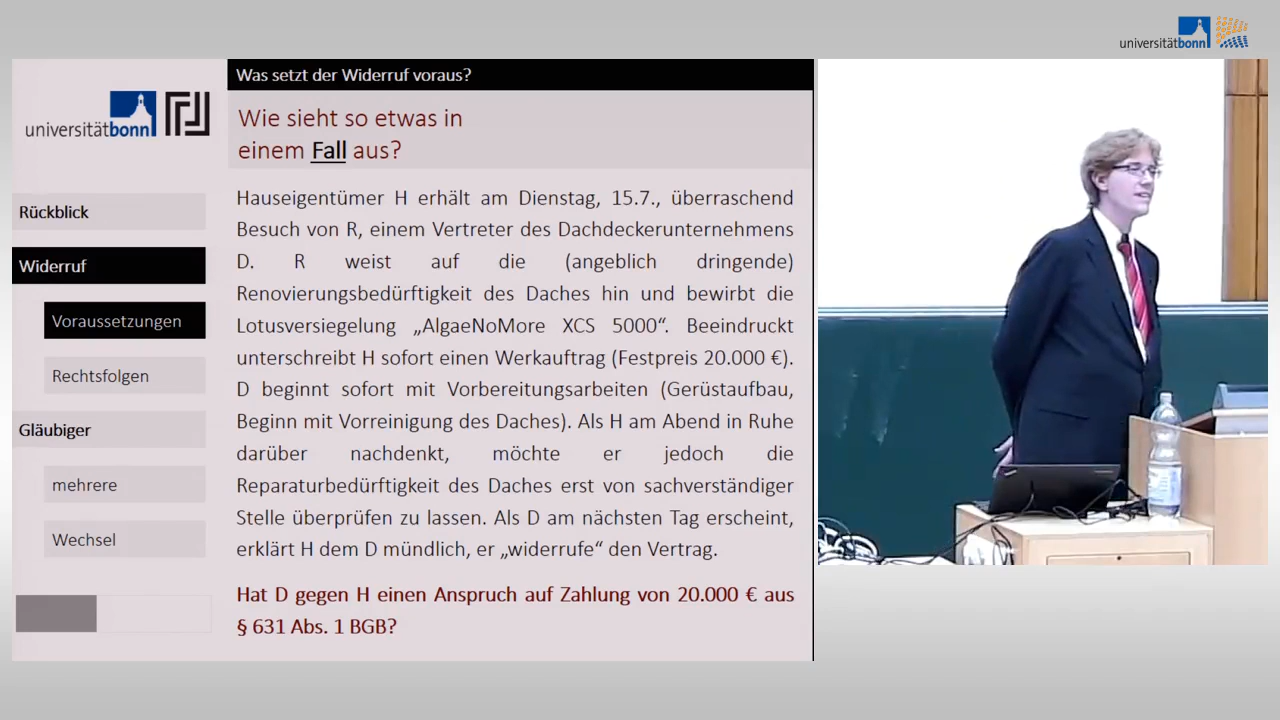 universitätbonn
Was setzt der Widerruf voraus?
universitätbonn
Wie sieht so etwas in
einem Fall aus?
Rückblick
Widerruf
Voraussetzungen
Rechtsfolgen
Gläubiger
mehrere
Wechsel
Hauseigentümer H erhält am Dienstag, 15.7., überraschend
Besuch von R, einem Vertreter des Dachdeckerunternehmens
D. R weist auf die (angeblich dringende)
Renovierungsbedürftigkeit des Daches hin und bewirbt die
Lotusversiegelung „AlgaeNoMore XCS 5000“. Beeindruckt
unterschreibt H sofort einen Werkauftrag (Festpreis 20.000 €).
D beginnt sofort mit Vorbereitungsarbeiten (Gerüstaufbau,
Beginn mit Vorreinigung des Daches). Als H am Abend in Ruhe
darüber nachdenkt, möchte er jedoch die
Reparaturbedürftigkeit des Daches erst von sachverständiger
Stelle überprüfen zu lassen. Als D am nächsten Tag erscheint,
erklärt H dem D mündlich, er „widerrufe“ den Vertrag.
Hat D gegen H einen Anspruch auf Zahlung von 20.000 € aus
§ 631 Abs. 1 BGB?